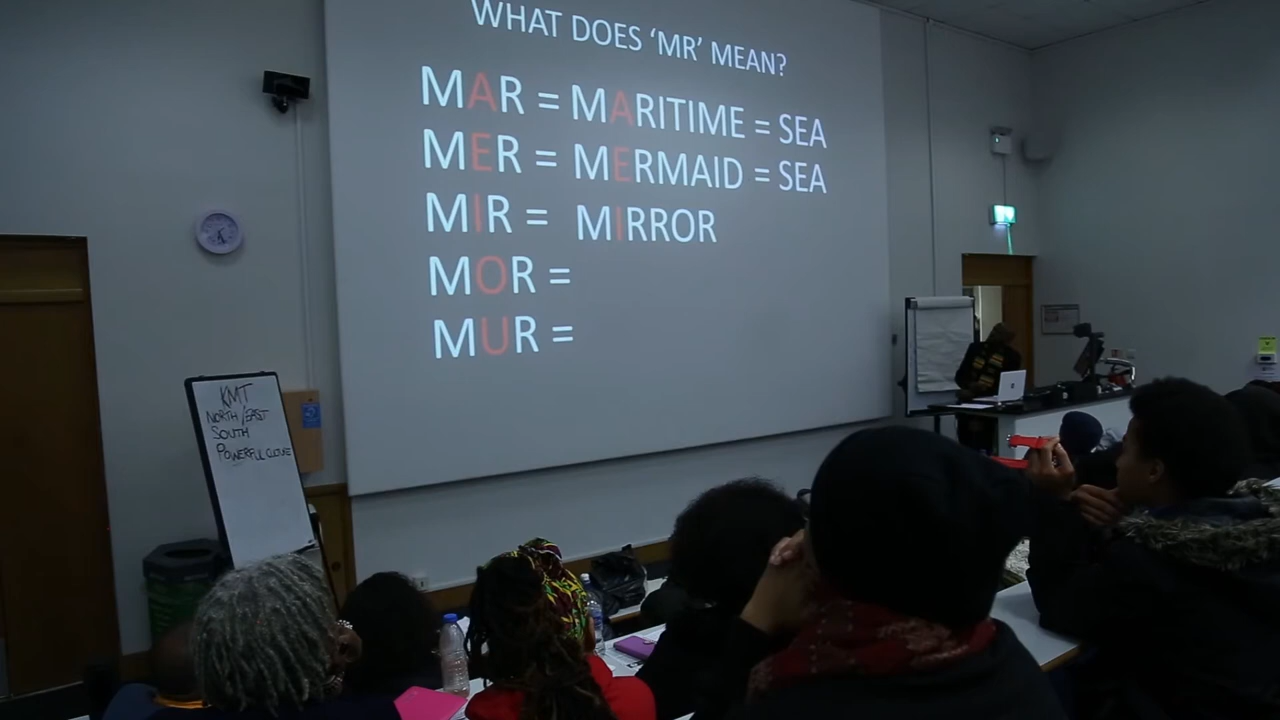 WHAT DOES ‘MR’ MEAN?
MAR = MARITIME = SEA
MER = MERMAID = SEA
MIR = MIRROR
MOR =
MUR =
KMT
NORTH/EAST
SOUTH
POWERFUL CLOSE